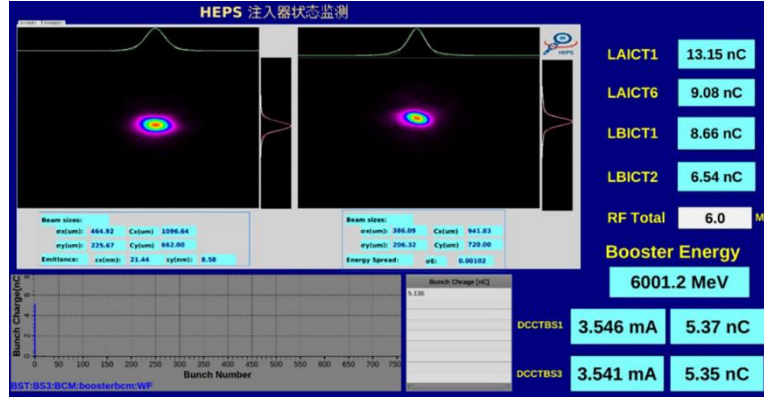 HEPS 注入器状态监测
HEPS
Beam sizes:
σx(um): 464.92 Cx(um) 1096.64
σy(um): 225.67 Cy(um) 662.00
Emittance: εx(nm): 21.44 εy(nm): 8.58
Beam sizes:
σx(um): 386.09 Cx(um) 941.83
σy(um): 206.32 Cy(um) 720.00
Energy Spread: σE: 0.00102
LAICT1 13.15 nC
LAICT6 9.08 nC
LBICT1 8.66 nC
LBICT2 6.54 nC
RF Total 6.0 M
Booster Energy
6001.2 MeV
DCCTBS1 3.546 mA 5.37 nC
DCCTBS3 3.541 mA 5.35 nC
Bunch Chrage [nC]
5.136
Bunch Charge[nC
8
6
4
2
0
0 50 100 150 200 250 300 350 400 450 500 550 600 650 700 750
Bunch Number
BST:BS3:BCM:boosterbcm:WF